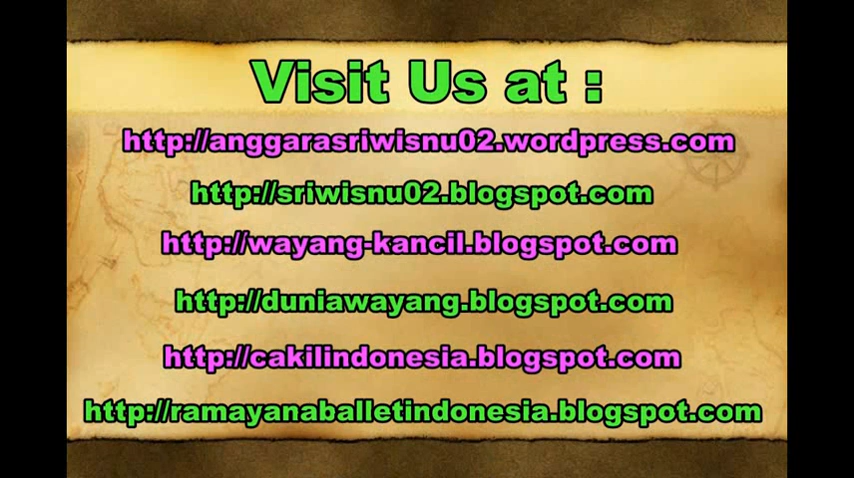 Visit Us at :
http://anggarasriwisnu02.wordpress.com
http://sriwisnu02.blogspot.com
http://wayang-kancil.blogspot.com
http://duniawayang.blogspot.com
http://cakilindonesia.blogspot.com
http://ramayanaballetindonesia.blogspot.com